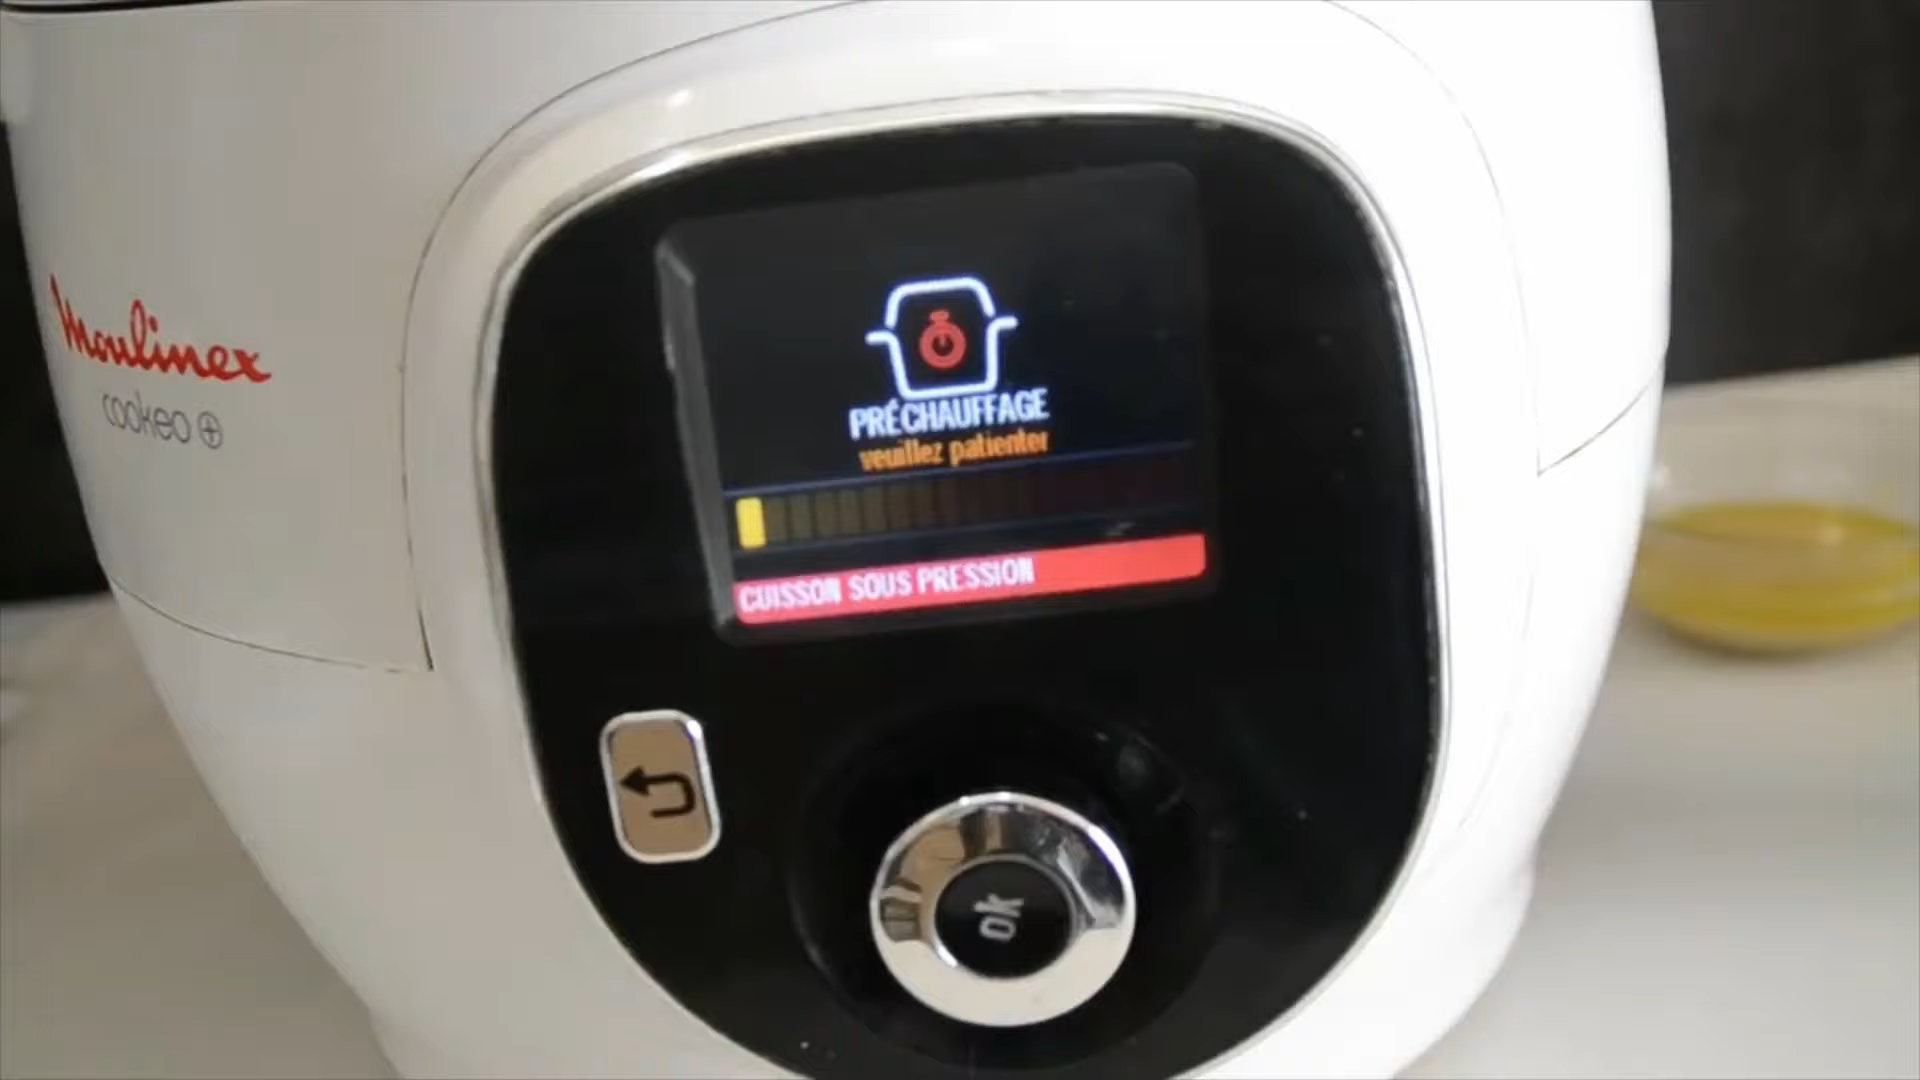 Moulinex
cookeo
PRÉCHAUFFAGE
veuillez patienter
CUISSON SOUS PRESSION
ok